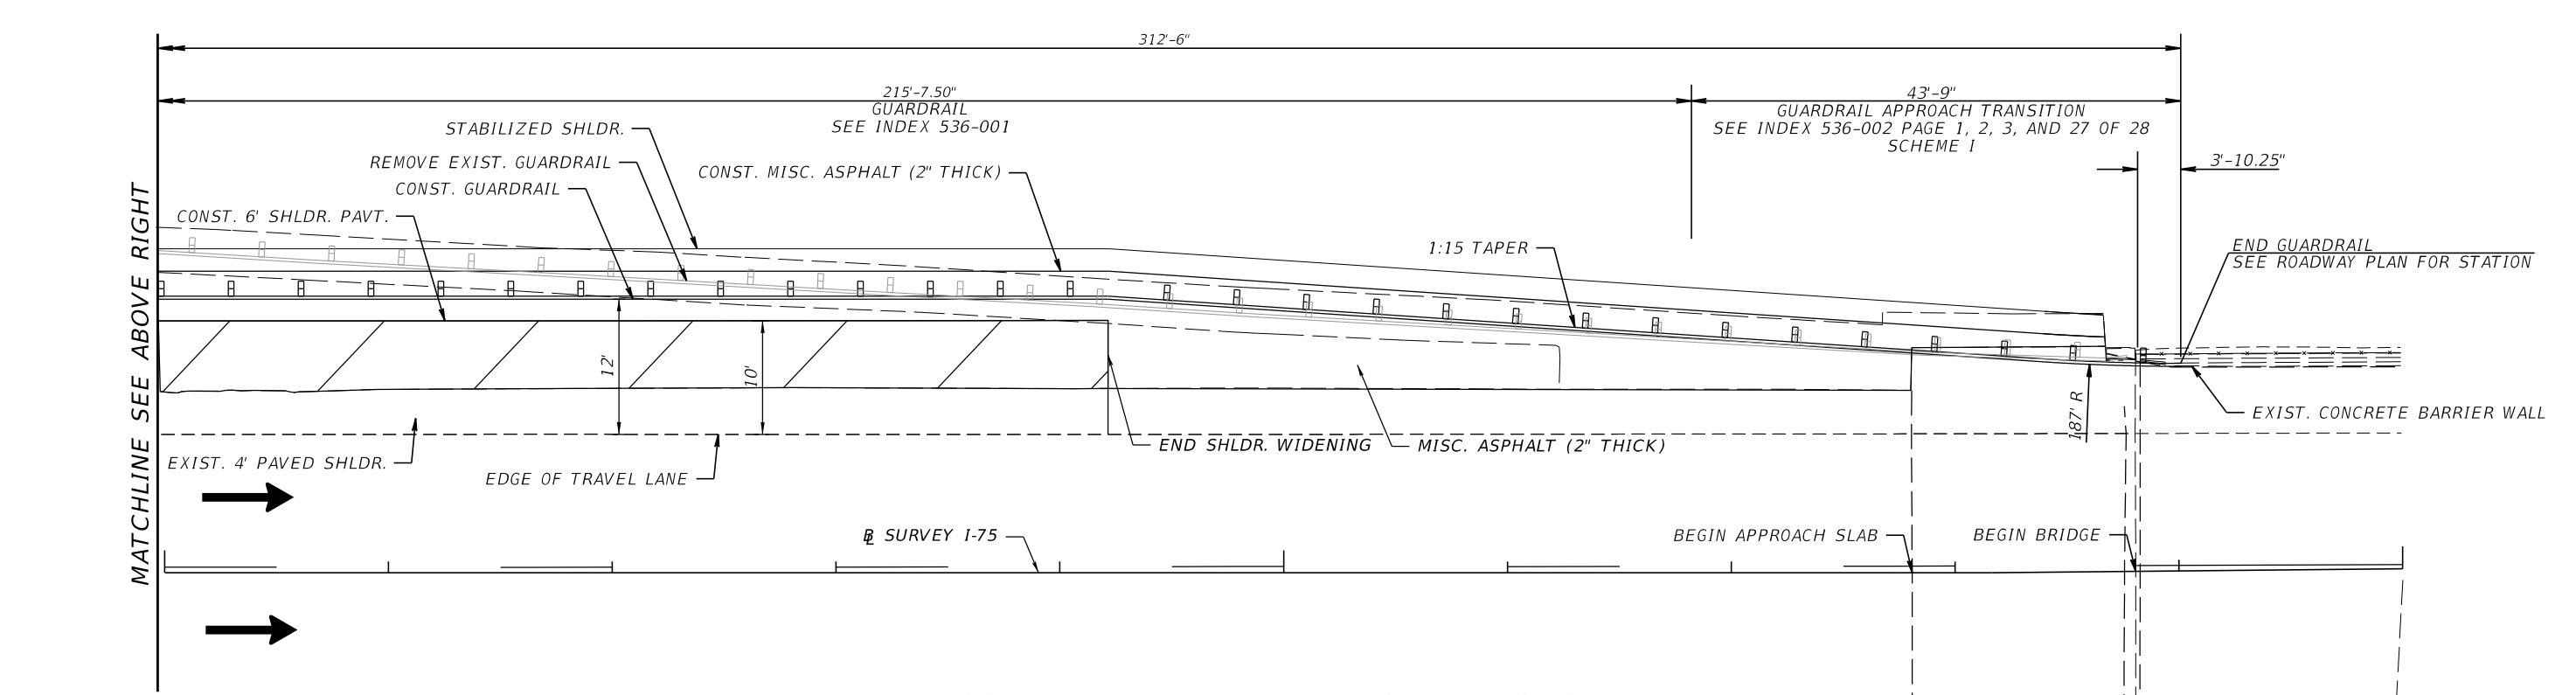 312'-6"
215'-7.50"
GUARDRAIL
SEE INDEX 536-001
43'-9"
GUARDRAIL APPROACH TRANSITION
SEE INDEX 536-002 PAGE 1, 2, 3, AND 27 OF 28
SCHEME I
3'-10.25"
STABILIZED SHLDR.
REMOVE EXIST. GUARDRAIL
CONST. MISC. ASPHALT (2" THICK)
CONST. GUARDRAIL
CONST. 6' SHLDR. PAVT.
1:15 TAPER
END GUARDRAIL
SEE ROADWAY PLAN FOR STATION
MATCHLINE SEE ABOVE RIGHT
12'
10'
187' R
EXIST. CONCRETE BARRIER WALL
END SHLDR. WIDENING
MISC. ASPHALT (2" THICK)
EXIST. 4' PAVED SHLDR.
EDGE OF TRAVEL LANE
BL SURVEY I-75
BEGIN APPROACH SLAB
BEGIN BRIDGE